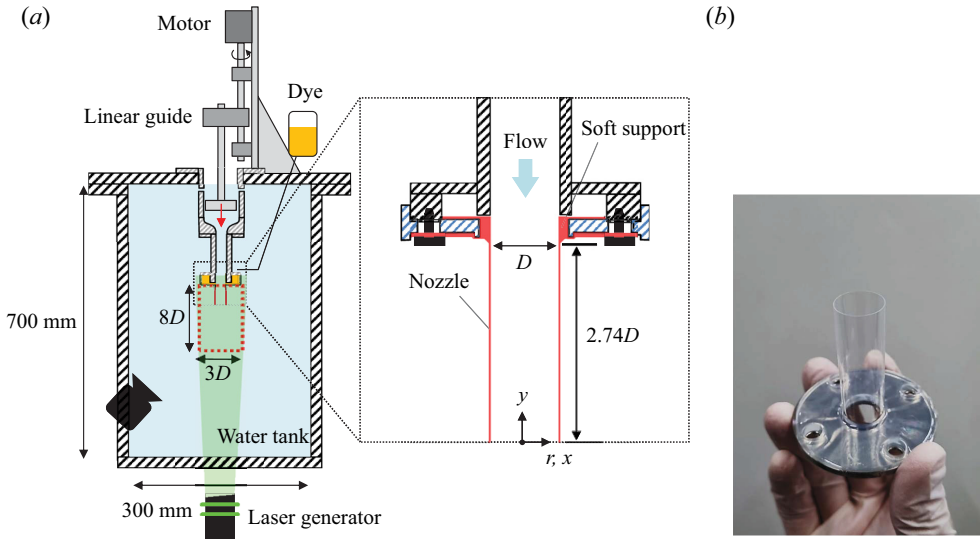 (a)
(b)
Motor
Dye
Linear guide
Flow
Soft support
D
Nozzle
8D
700 mm
2.74D
3D
y
Water tank
r, x
300 mm
Laser generator